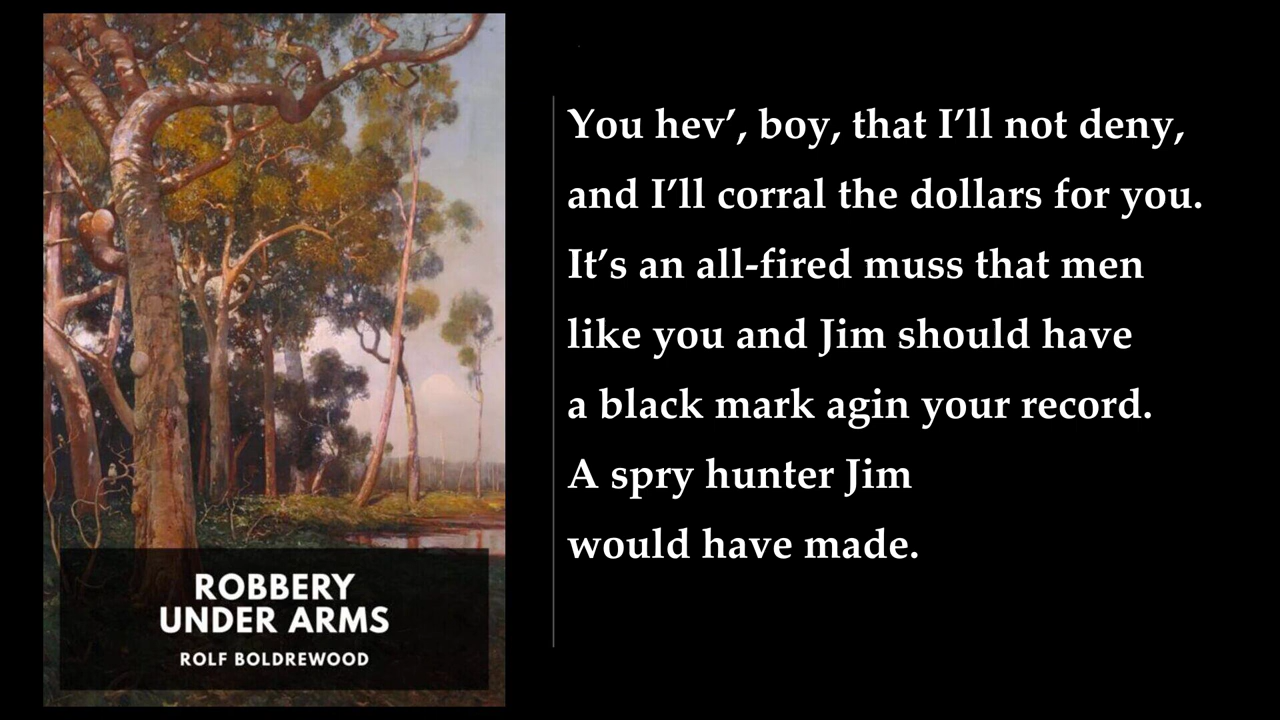 ROBBERY
UNDER ARMS
ROLF BOLDREWOOD
You hev’, boy, that I’ll not deny,
and I’ll corral the dollars for you.
It’s an all-fired muss that men
like you and Jim should have
a black mark agin your record.
A spry hunter Jim
would have made.